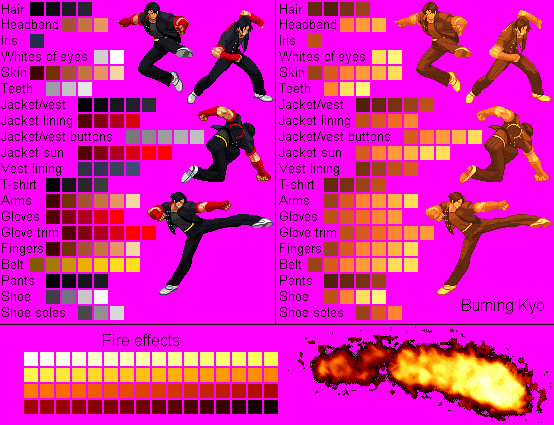 Hair
Headband
Iris
Whites of eyes
Skin
Teeth
Jacket/vest
Jacket lining
Jacket/vest buttons
Jacket sun
Vest lining
T-shirt
Arms
Gloves
Glove trim
Fingers
Belt
Pants
Shoe
Shoe soles
Hair
Headband
Iris
Whites of eyes
Skin
Teeth
Jacket/vest
Jacket lining
Jacket/vest buttons
Jacket sun
Vest lining
T-shirt
Arms
Gloves
Glove trim
Fingers
Belt
Pants
Shoe
Shoe soles
Burning Kyo
Fire effects